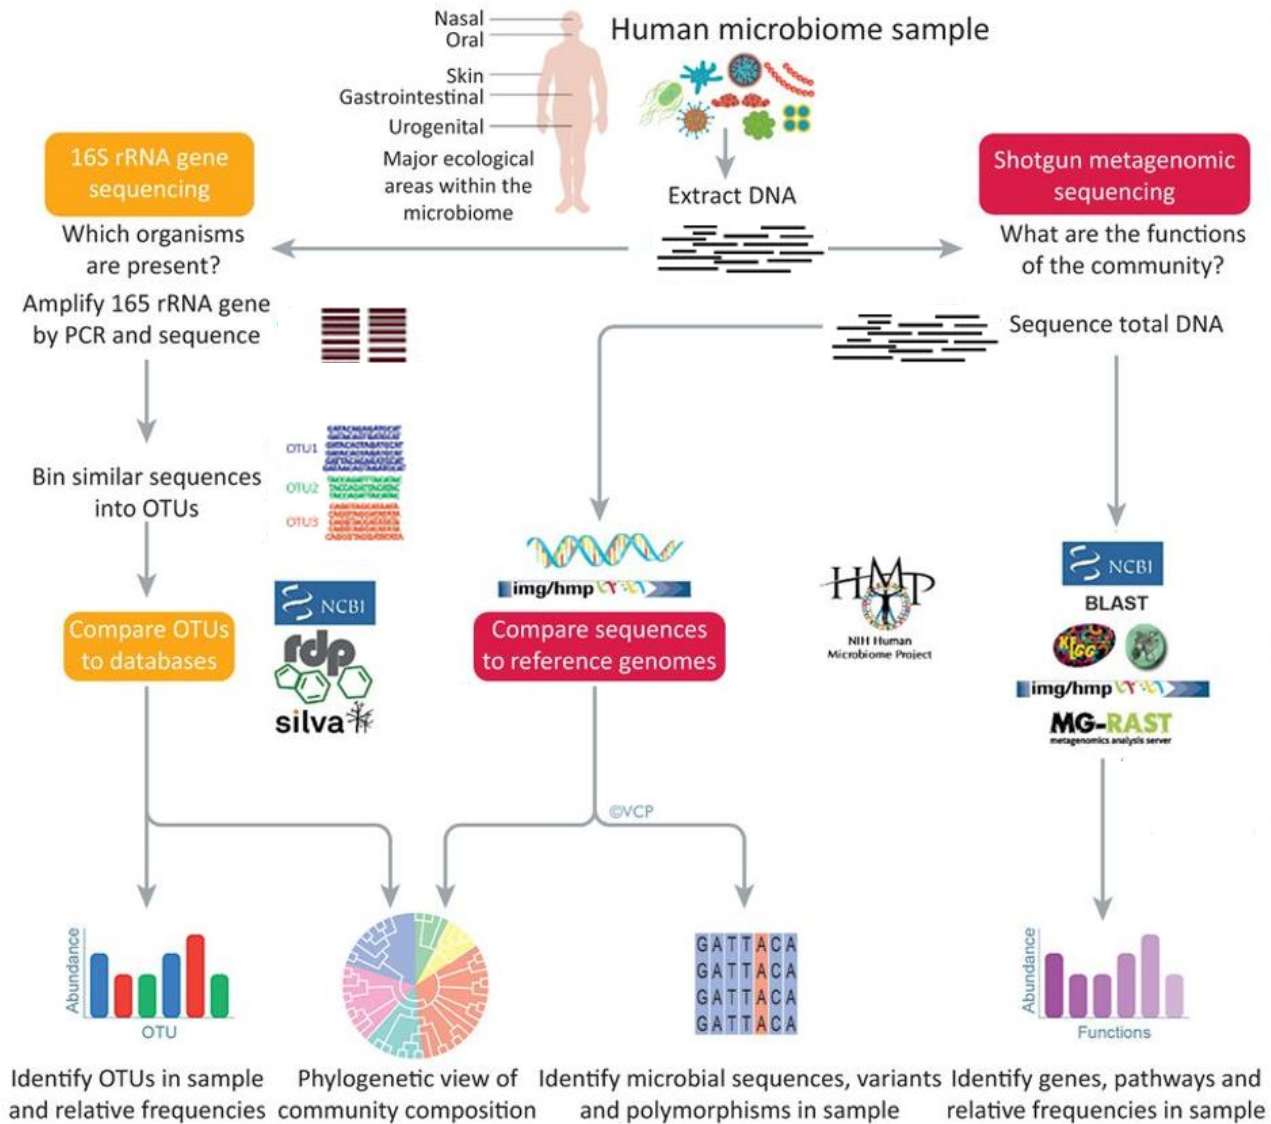 Nasal
Oral
Skin
Gastrointestinal
Urogenital
Major ecological
areas within the
microbiome
Human microbiome sample
Extract DNA
16S rRNA gene
sequencing
Which organisms
are present?
Amplify 165 rRNA gene
by PCR and sequence
Bin similar sequences
into OTUs
OTU1
OTU2
OTU3
Compare OTUs
to databases
NCBI
rdp
silva
Shotgun metagenomic
sequencing
What are the functions
of the community?
Sequence total DNA
img/hmp
Compare sequences
to reference genomes
HMP
NIH Human
Microbiome Project
NCBI
BLAST
KEGG
img/hmp
MG-RAST
metagenomics analysis server
©VCP
Abundance
OTU
Identify OTUs in sample
and relative frequencies
Phylogenetic view of
community composition
GATTACA
GATTACA
GATTACA
GATTACA
Identify microbial sequences, variants
and polymorphisms in sample
Abundance
Functions
Identify genes, pathways and
relative frequencies in sample